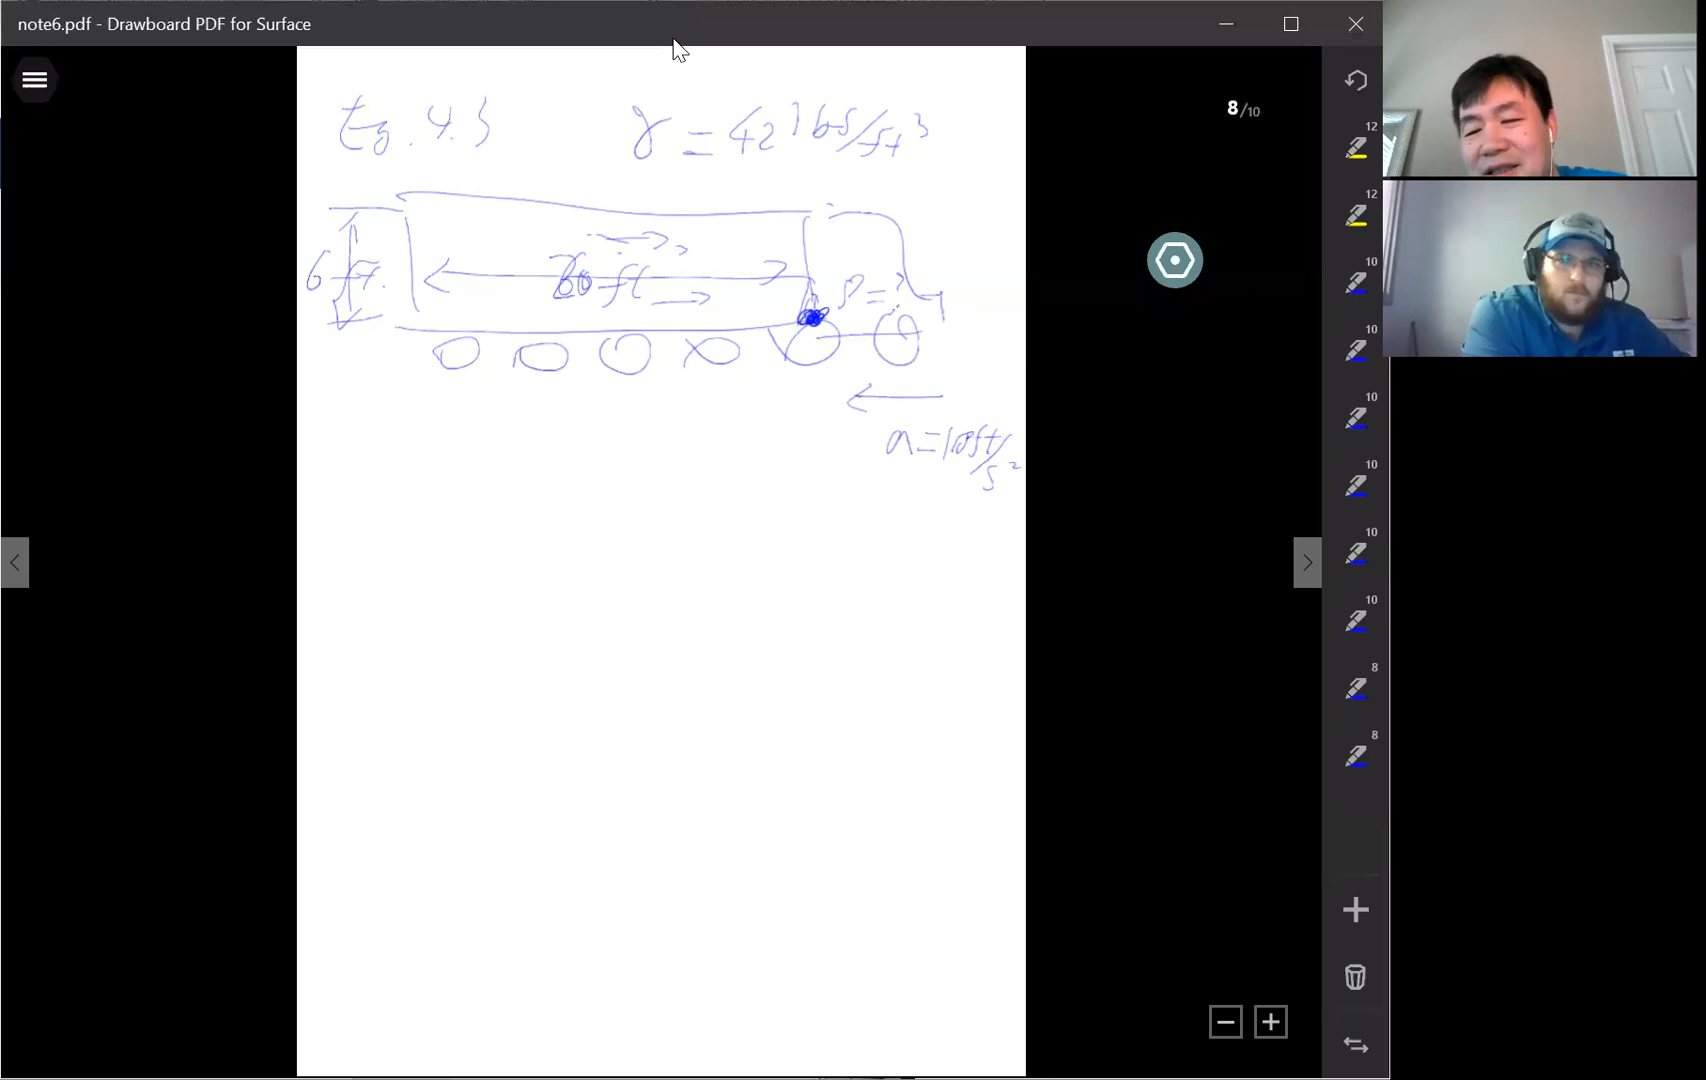 note6.pdf - Drawboard PDF for Surface
8/10
Eg. 4.3 γ = 42 lbs/ft³
6 ft.
20 ft
P = ?
a = 10 ft/s²
12
12
10
10
10
10
10
10
8
8